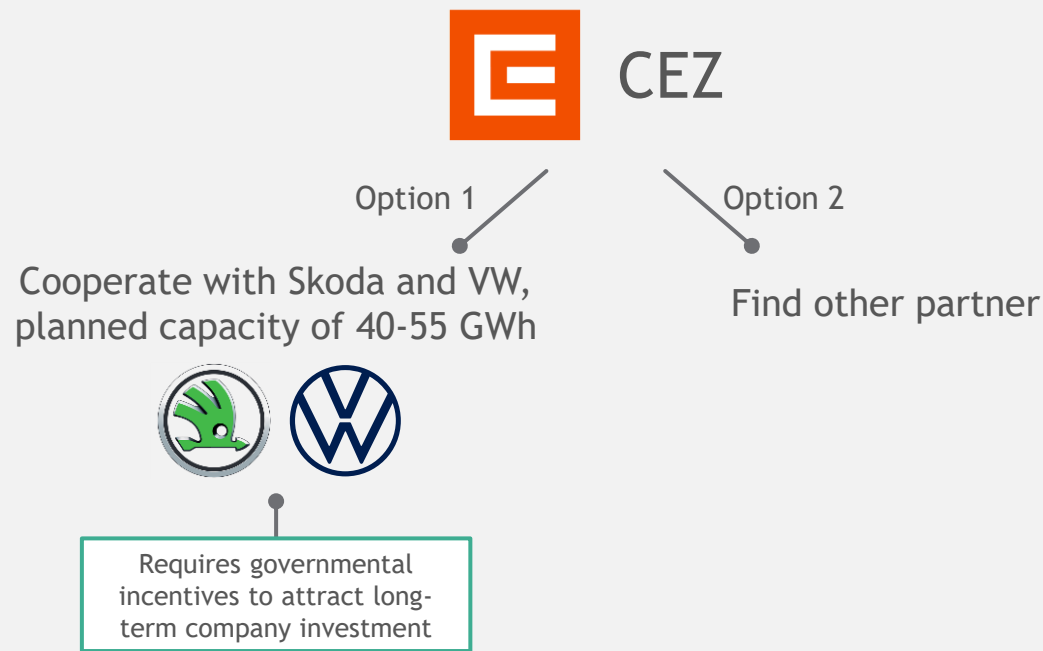 CEZ
Option 1
Option 2
Cooperate with Skoda and VW,
planned capacity of 40-55 GWh
Find other partner
Requires governmental
incentives to attract long-
term company investment